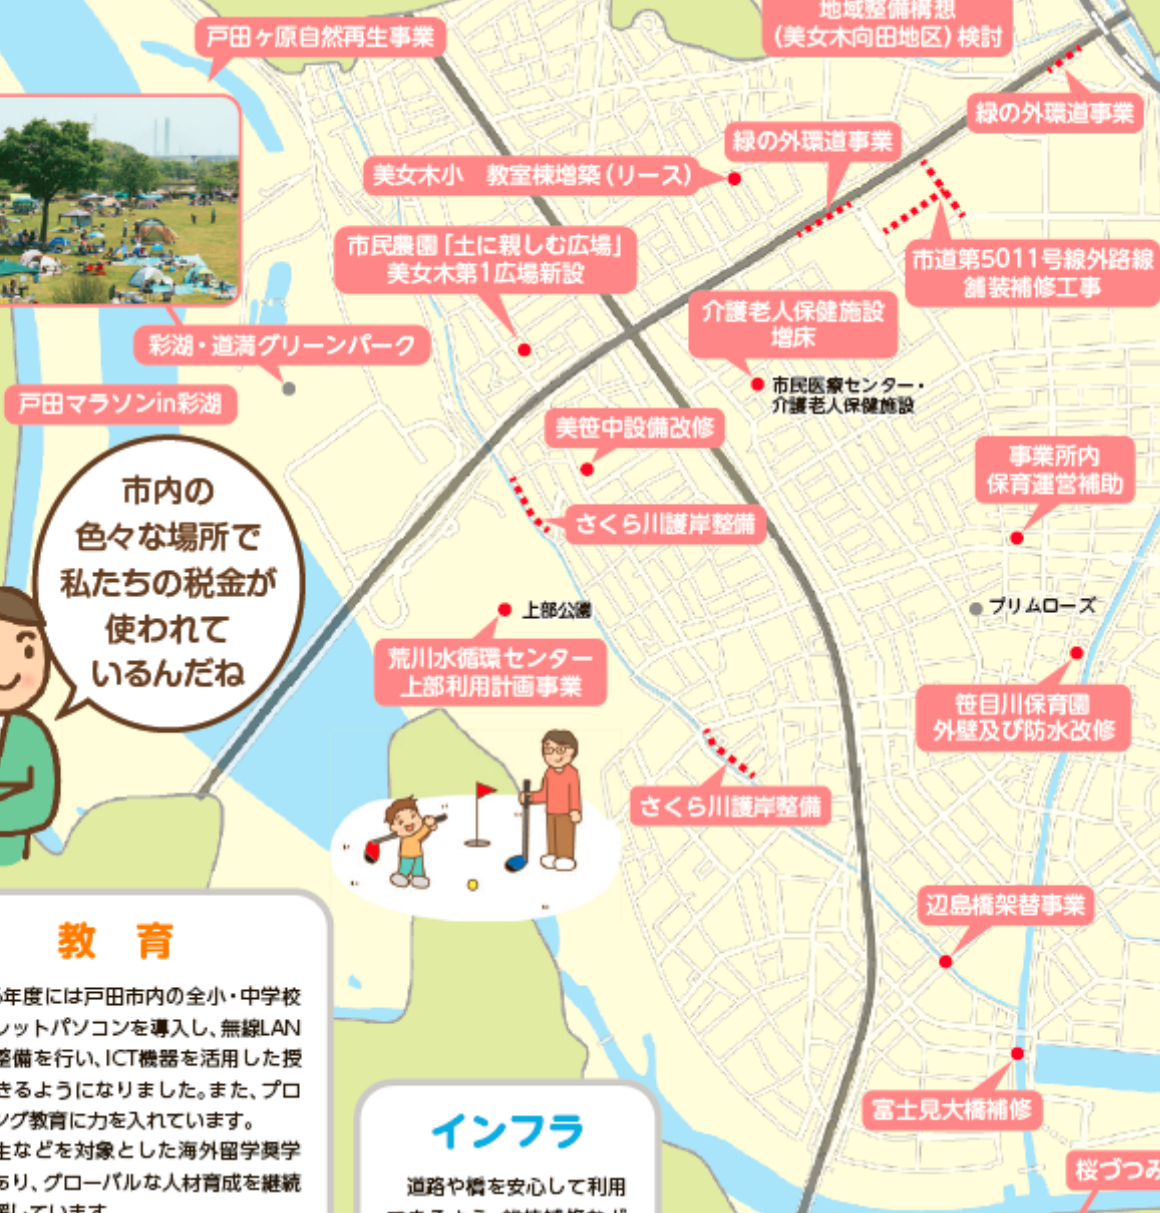 地域整備構想
(美女木向田地区)検討
戸田ヶ原自然再生事業
緑の外環道事業
緑の外環道事業
美女木小　教室棟増築(リース)
市民農園「土に親しむ広場」
美女木第1広場新設
市道第5011号線外路線
舗装補修工事
介護老人保健施設
増床
彩湖・道満グリーンパーク
市民医療センター・
介護老人保健施設
戸田マラソンin彩湖
美笹中設備改修
事業所内
保育運営補助
市内の
色々な場所で
私たちの税金が
使われて
いるんだね
さくら川護岸整備
上部公園
プリムローズ
荒川水循環センター
上部利用計画事業
笹目川保育園
外壁及び防水改修
さくら川護岸整備
辺島橋架替事業
教　育
年度には戸田市内の全小・中学校
レットパソコンを導入し、無線LAN
整備を行い、ICT機器を活用した授
きるようになりました。また、プロ
ング教育に力を入れています。
生などを対象とした海外留学奨学
あり、グローバルな人材育成を継続
しています。
富士見大橋補修
桜づつみ
インフラ
道路や橋を安心して利用